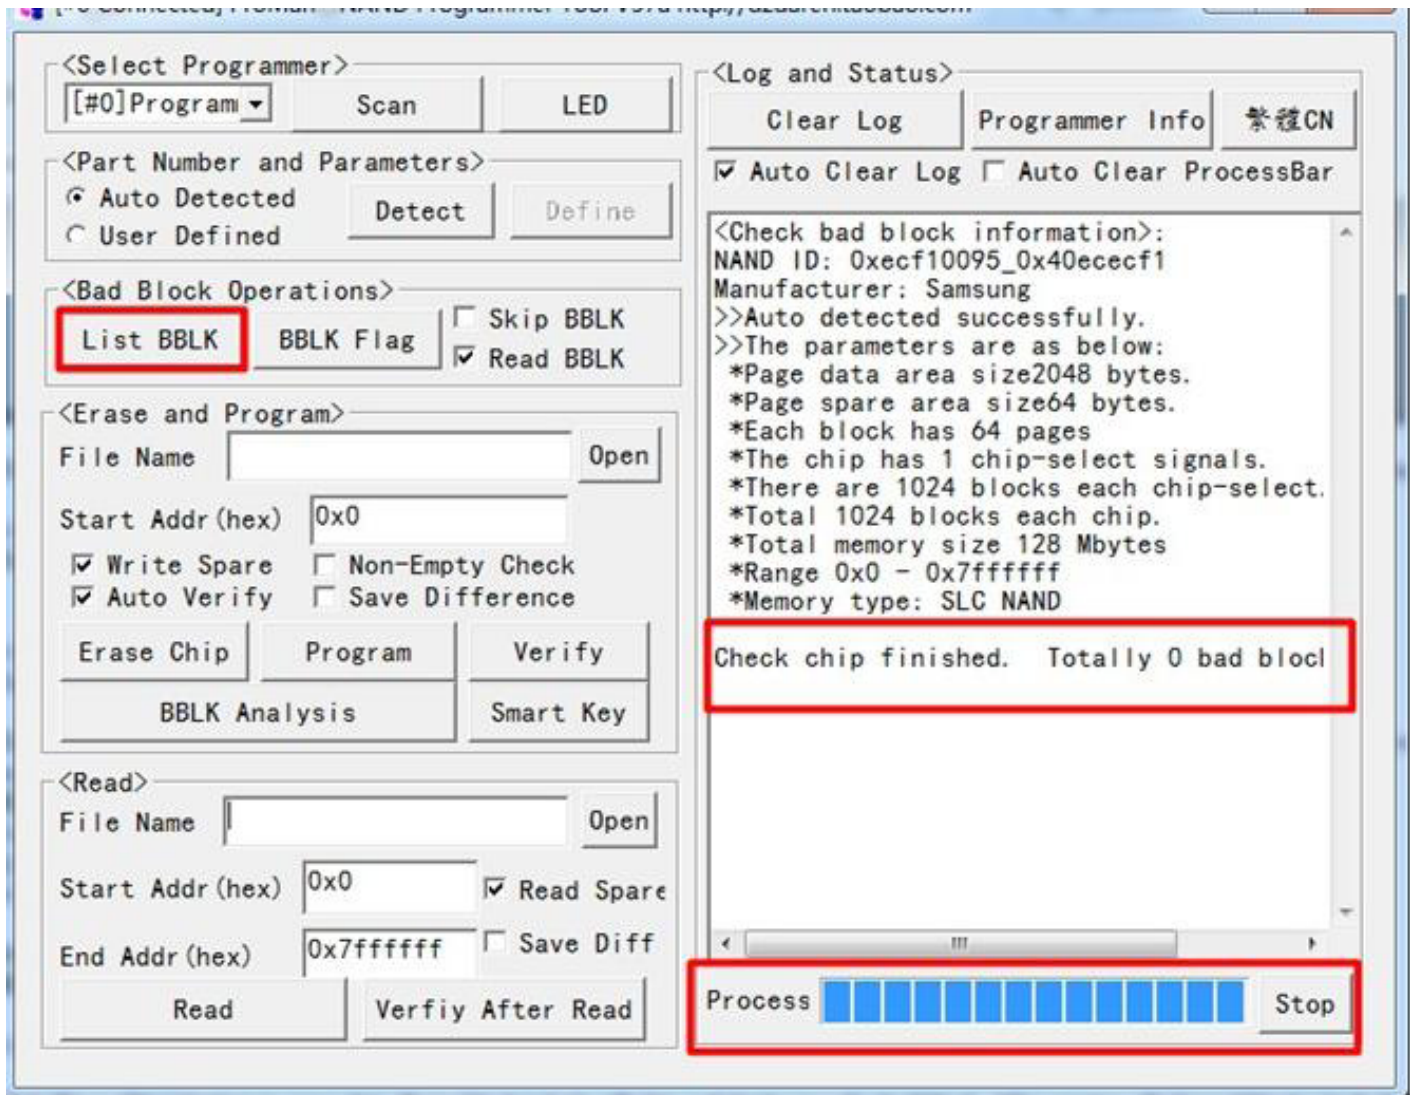 <Select Programmer>
[#0]Program
Scan
LED
<Part Number and Parameters>
Auto Detected
User Defined
Detect
Define
<Bad Block Operations>
List BBLK
BBLK Flag
Skip BBLK
Read BBLK
<Erase and Program>
File Name
Open
Start Addr(hex)
0x0
Write Spare
Non-Empty Check
Auto Verify
Save Difference
Erase Chip
Program
Verify
BBLK Analysis
Smart Key
<Read>
File Name
Open
Start Addr(hex)
0x0
Read Spare
End Addr(hex)
0x7ffffff
Save Diff
Read
Verfiy After Read
<Log and Status>
Clear Log
Programmer Info
繁體CN
Auto Clear Log
Auto Clear ProcessBar
<Check bad block information>:
NAND ID: 0xecf10095_0x40ececf1
Manufacturer: Samsung
>>Auto detected successfully.
>>The parameters are as below:
*Page data area size2048 bytes.
*Page spare area size64 bytes.
*Each block has 64 pages
*The chip has 1 chip-select signals.
*There are 1024 blocks each chip-select.
*Total 1024 blocks each chip.
*Total memory size 128 Mbytes
*Range 0x0 - 0x7ffffff
*Memory type: SLC NAND
Check chip finished. Totally 0 bad block
Process
Stop